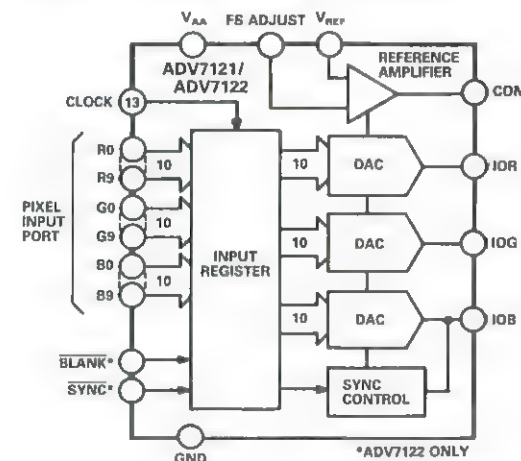 VAA FS ADJUST VREF
ADV7121/
ADV7122
REFERENCE
AMPLIFIER
CLOCK 13
COMP
R0
10
R9
G0
10
G9
B0
10
B9
PIXEL
INPUT
PORT
INPUT
REGISTER
10
DAC
IOR
10
DAC
IOG
10
DAC
IOB
BLANK*
SYNC*
SYNC
CONTROL
GND
*ADV7122 ONLY